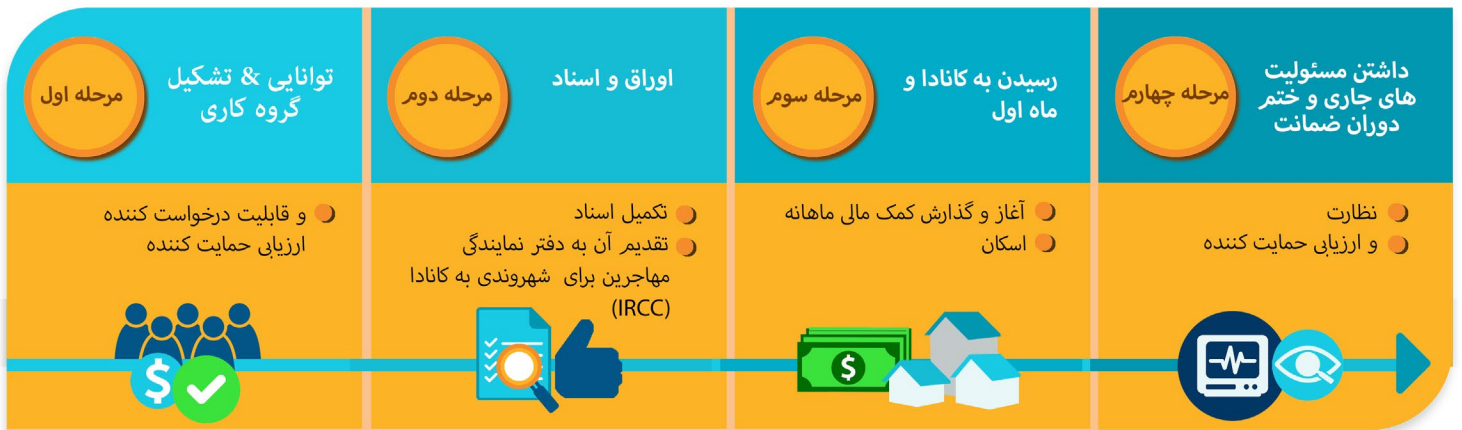 مرحله اول
توانایی & تشکیل
گروه کاری
و قابلیت درخواست کننده
ارزیابی حمایت کننده
مرحله دوم
اوراق و اسناد
تکمیل اسناد
تقدیم آن به دفتر نمایندگی
مهاجرین برای شهروندی به کانادا
(IRCC)
مرحله سوم
رسیدن به کانادا و
ماه اول
آغاز و گذارش کمک مالی ماهانه
اسکان
مرحله چهارم
داشتن مسئولیت
های جاری و ختم
دوران ضمانت
نظارت
و ارزیابی حمایت کننده
$
$